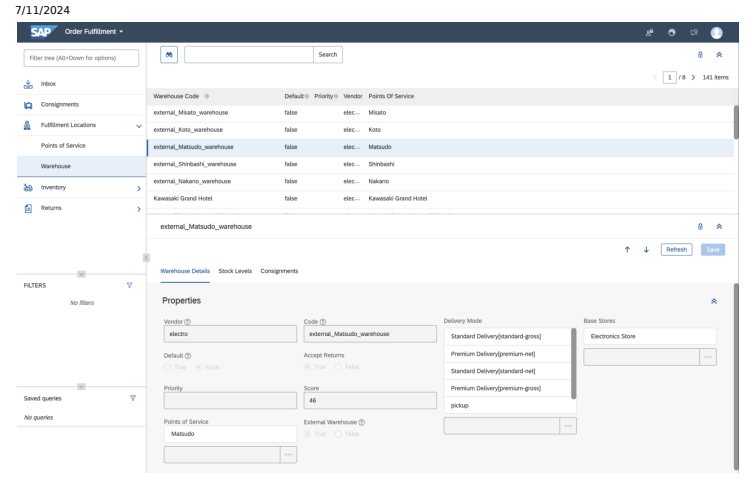 7/11/2024
SAP Order Fulfillment
Filter tree (Alt+Down for options)
Inbox
Consignments
Fulfillment Locations
Points of Service
Warehouse
Inventory
Returns
FILTERS
No filters
Saved queries
No queries
Search
1 / 8 > 141 items
Warehouse Code Default Priority Vendor Points Of Service
external_Misato_warehouse false elec... Misato
external_Koto_warehouse false elec... Koto
external_Matsudo_warehouse false elec... Matsudo
external_Shinbashi_warehouse false elec... Shinbashi
external_Nakano_warehouse false elec... Nakano
Kawasaki Grand Hotel false elec... Kawasaki Grand Hotel
external_Matsudo_warehouse
Refresh Save
Warehouse Details Stock Levels Consignments
Properties
Vendor ? Code ? Delivery Mode Base Stores
electro external_Matsudo_warehouse Standard Delivery[standard-gross] Electronics Store
Premium Delivery[premium-net] ...
Default ? Accept Returns
True False True False Standard Delivery[standard-net]
Priority Score Premium Delivery[premium-gross]
46 pickup
Points of Service External Warehouse ? ...
Matsudo True False
...